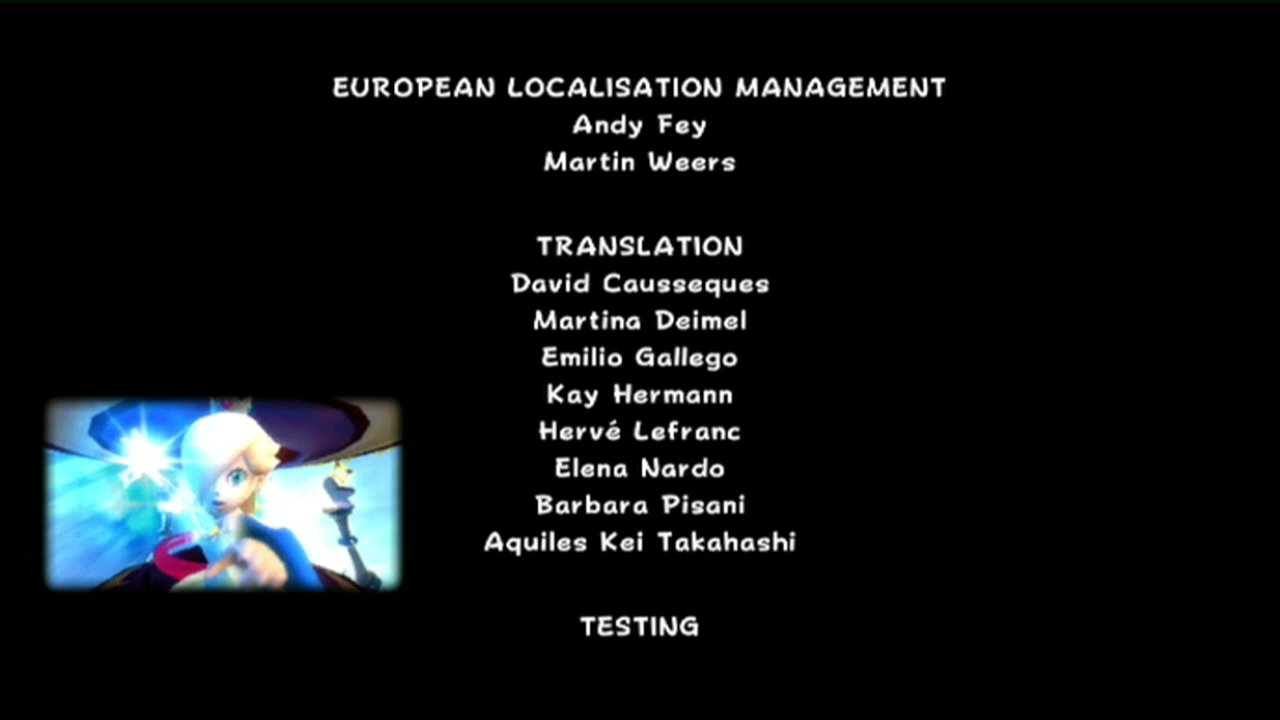 EUROPEAN LOCALISATION MANAGEMENT
Andy Fey
Martin Weers
TRANSLATION
David Causseques
Martina Deimel
Emilio Gallego
Kay Hermann
Hervé Lefranc
Elena Nardo
Barbara Pisani
Aquiles Kei Takahashi
TESTING